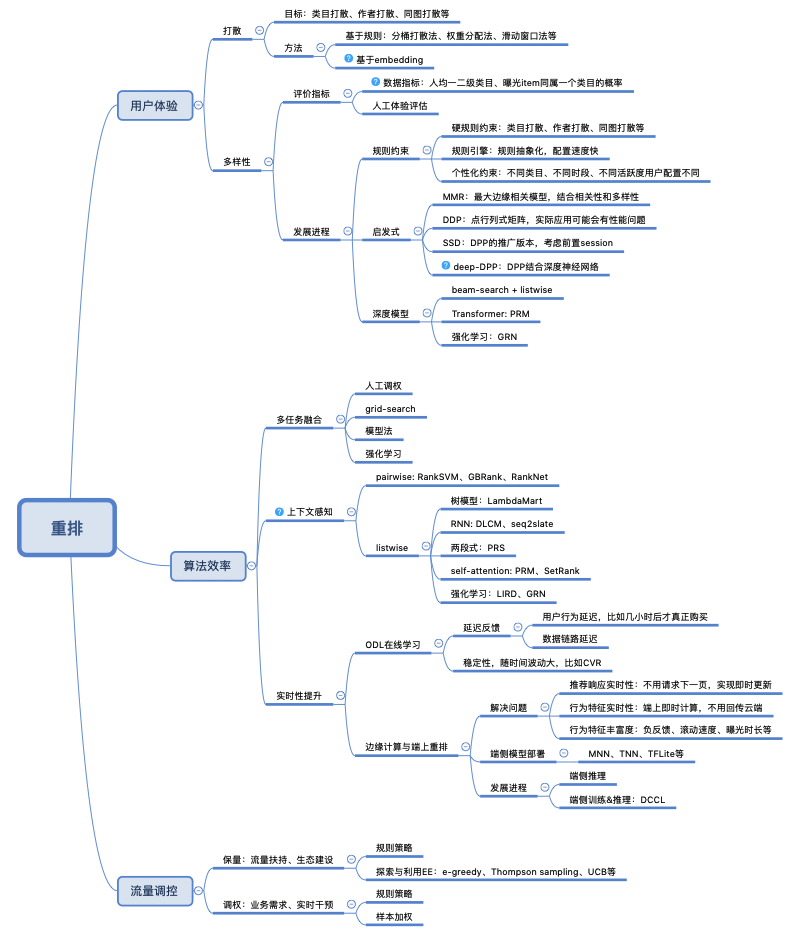 重排
用户体验
打散
目标：类目打散、作者打散、同图打散等
方法
基于规则：分桶打散法、权重分配法、滑动窗口法等
基于embedding
多样性
评价指标
数据指标：人均一二级类目、曝光item同属一个类目的概率
人工体验评估
发展进程
规则约束
硬规则约束：类目打散、作者打散、同图打散等
规则引擎：规则抽象化，配置速度快
个性化约束：不同类目、不同时段、不同活跃度用户配置不同
启发式
MMR：最大边缘相关模型，结合相关性和多样性
DDP：点行列式矩阵，实际应用可能会有性能问题
SSD：DPP的推广版本，考虑前置session
deep-DPP：DPP结合深度神经网络
深度模型
beam-search + listwise
Transformer: PRM
强化学习：GRN
算法效率
多任务融合
人工调权
grid-search
模型法
强化学习
上下文感知
pairwise: RankSVM、GBRank、RankNet
listwise
树模型：LambdaMart
RNN: DLCM、seq2slate
两段式：PRS
self-attention: PRM、SetRank
强化学习：LIRD、GRN
实时性提升
ODL在线学习
延迟反馈
用户行为延迟，比如几小时后才真正购买
数据链路延迟
稳定性，随时间波动大，比如CVR
边缘计算与端上重排
解决问题
推荐响应实时性：不用请求下一页，实现即时更新
行为特征实时性：端上即时计算，不用回传云端
行为特征丰富度：负反馈、滚动速度、曝光时长等
端侧模型部署
MNN、TNN、TFLite等
发展进程
端侧推理
端侧训练&推理：DCCL
流量调控
保量：流量扶持、生态建设
规则策略
探索与利用EE：e-greedy、Thompson sampling、UCB等
调权：业务需求、实时干预
规则策略
样本加权